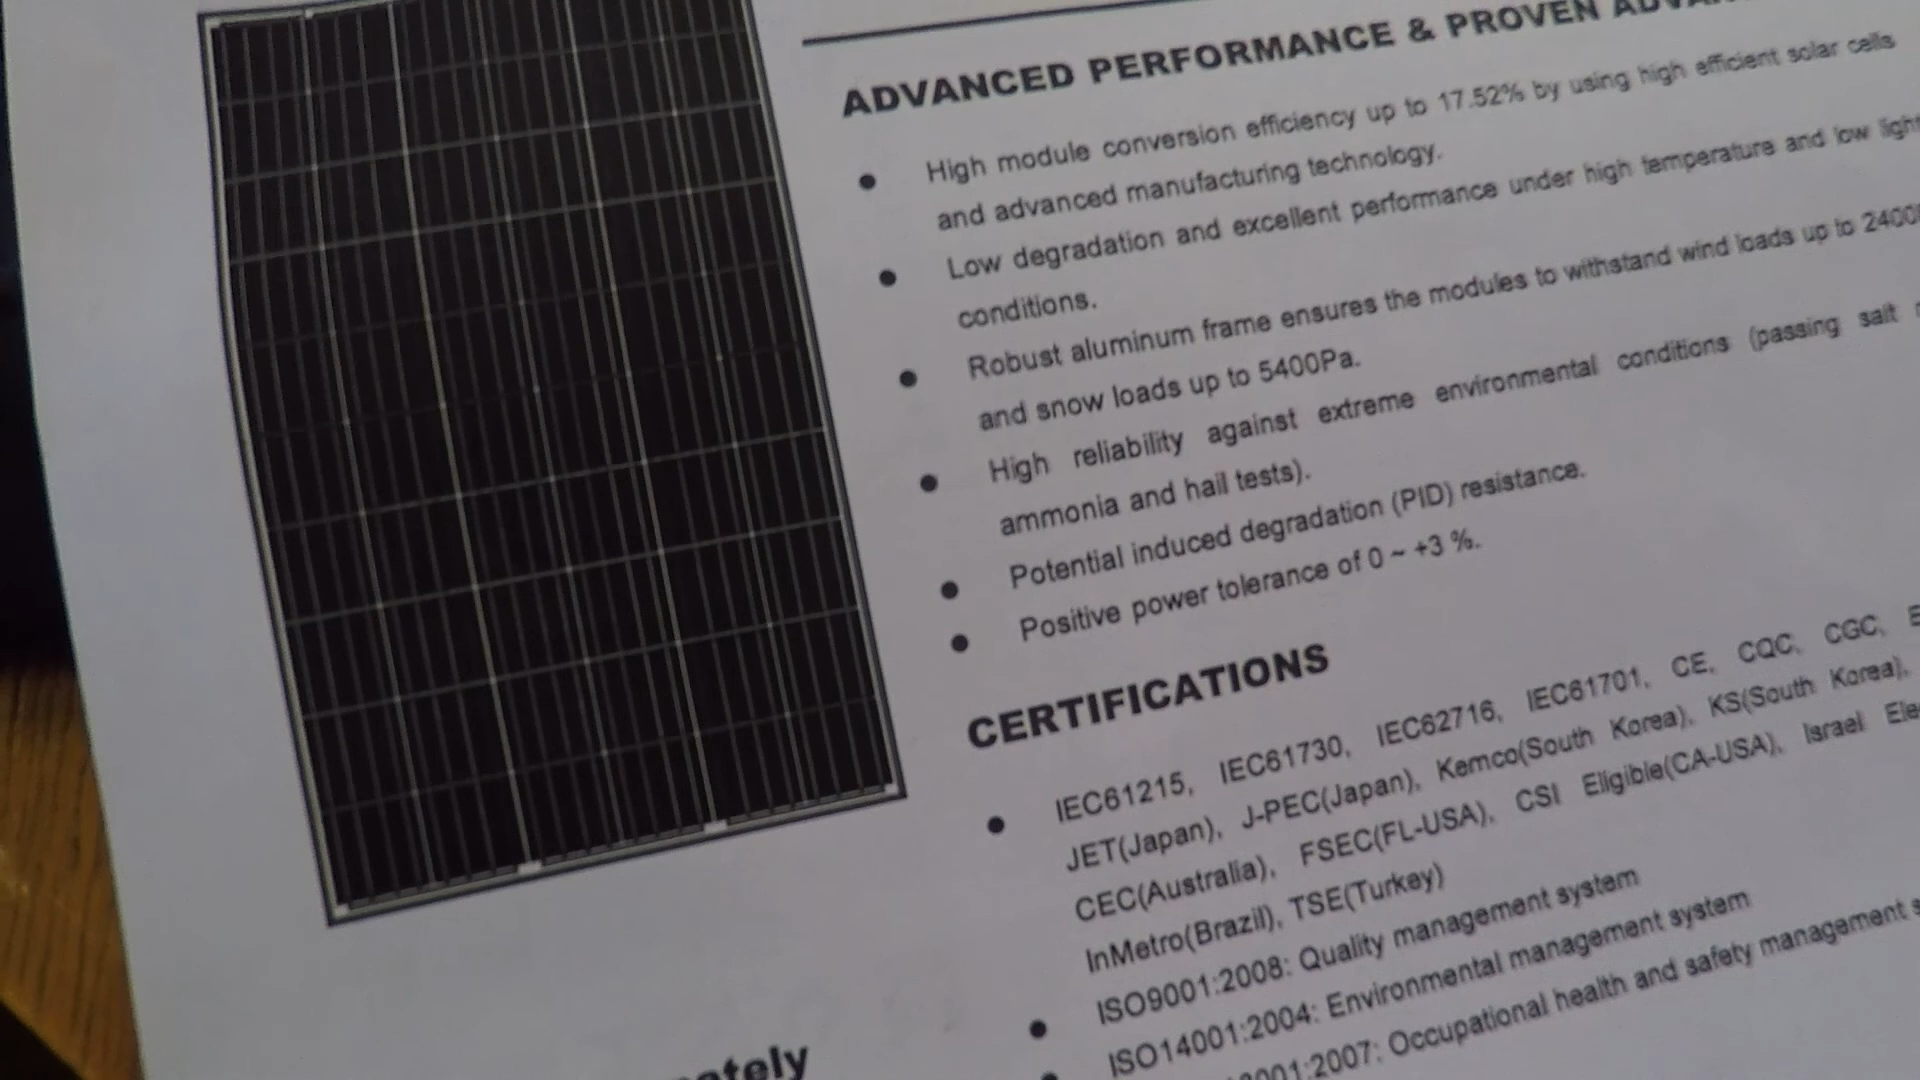 ADVANCED PERFORMANCE & PROVEN
High module conversion efficiency up to 17.52% by using high efficient solar cells
and advanced manufacturing technology.
Low degradation and excellent performance under high temperature and low light
conditions.
Robust aluminum frame ensures the modules to withstand wind loads up to 2400
and snow loads up to 5400Pa.
High reliability against extreme environmental conditions (passing salt
ammonia and hail tests).
Potential induced degradation (PID) resistance.
Positive power tolerance of 0 ~ +3 %.
CERTIFICATIONS
IEC61215, IEC61730, IEC62716, IEC61701, CE, CQC, CGC,
JET(Japan), J-PEC(Japan), Kemco(South Korea), KS(South Korea),
CEC(Australia), FSEC(FL-USA), CSI Eligible(CA-USA), Israel
InMetro(Brazil), TSE(Turkey)
ISO9001:2008: Quality management system
ISO14001:2004: Environmental management system
001:2007: Occupational health and safety management